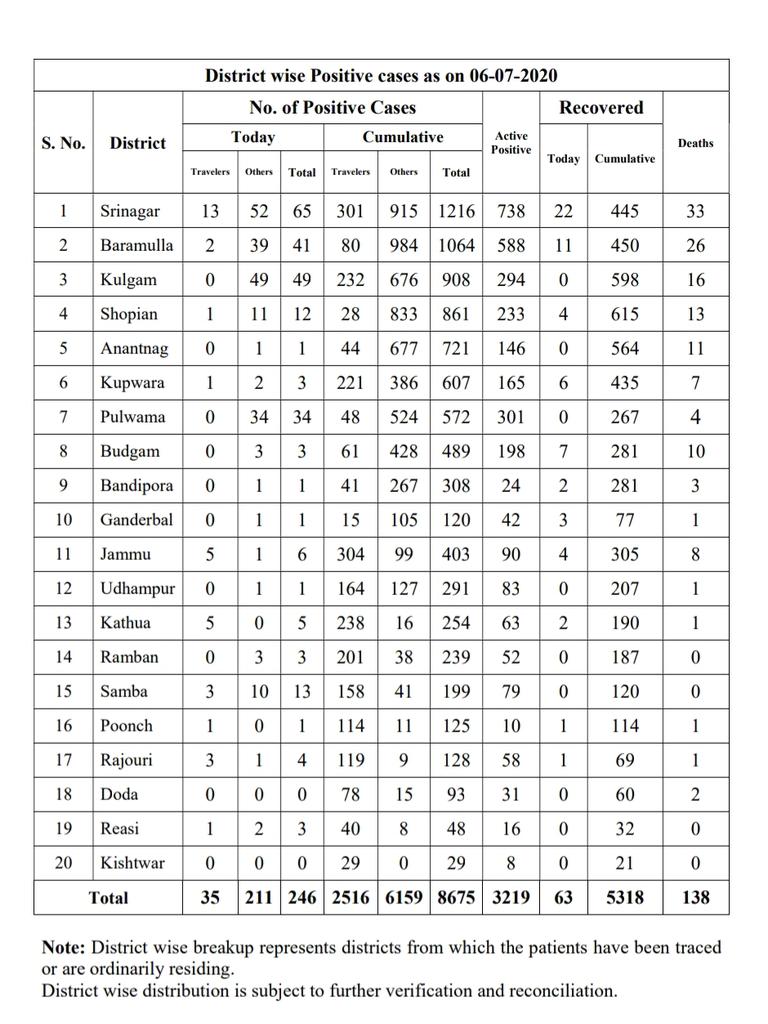 District wise Positive cases as on 06-07-2020
S. No. District No. of Positive Cases Active Positive Recovered Deaths
Today Cumulative Today Cumulative
Travelers Others Total Travelers Others Total
1 Srinagar 13 52 65 301 915 1216 738 22 445 33
2 Baramulla 2 39 41 80 984 1064 588 11 450 26
3 Kulgam 0 49 49 232 676 908 294 0 598 16
4 Shopian 1 11 12 28 833 861 233 4 615 13
5 Anantnag 0 1 1 44 677 721 146 0 564 11
6 Kupwara 1 2 3 221 386 607 165 6 435 7
7 Pulwama 0 34 34 48 524 572 301 0 267 4
8 Budgam 0 3 3 61 428 489 198 7 281 10
9 Bandipora 0 1 1 41 267 308 24 2 281 3
10 Ganderbal 0 1 1 15 105 120 42 3 77 1
11 Jammu 5 1 6 304 99 403 90 4 305 8
12 Udhampur 0 1 1 164 127 291 83 0 207 1
13 Kathua 5 0 5 238 16 254 63 2 190 1
14 Ramban 0 3 3 201 38 239 52 0 187 0
15 Samba 3 10 13 158 41 199 79 0 120 0
16 Poonch 1 0 1 114 11 125 10 1 114 1
17 Rajouri 3 1 4 119 9 128 58 1 69 1
18 Doda 0 0 0 78 15 93 31 0 60 2
19 Reasi 1 2 3 40 8 48 16 0 32 0
20 Kishtwar 0 0 0 29 0 29 8 0 21 0
Total 35 211 246 2516 6159 8675 3219 63 5318 138
Note: District wise breakup represents districts from which the patients have been traced
or are ordinarily residing.
District wise distribution is subject to further verification and reconciliation.